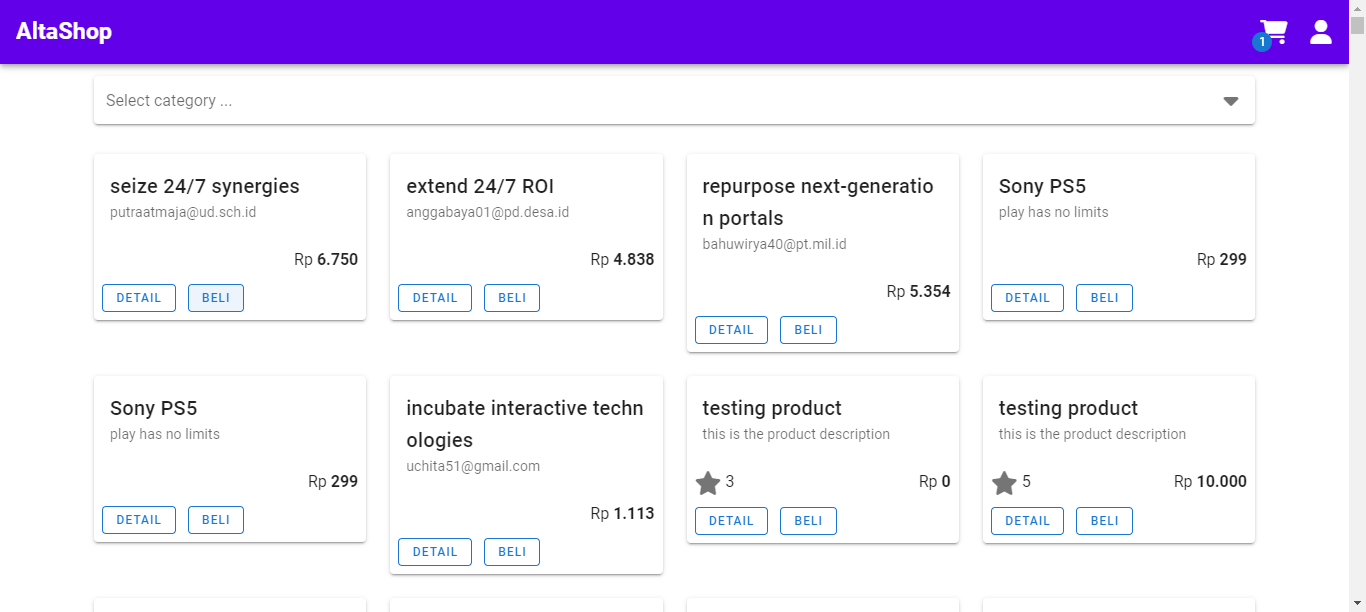 AltaShop
1
Select category ...
seize 24/7 synergies
putraatmaja@ud.sch.id
Rp 6.750
DETAIL BELI
extend 24/7 ROI
anggabaya01@pd.desa.id
Rp 4.838
DETAIL BELI
repurpose next-generatio
n portals
bahuwirya40@pt.mil.id
Rp 5.354
DETAIL BELI
Sony PS5
play has no limits
Rp 299
DETAIL BELI
Sony PS5
play has no limits
Rp 299
DETAIL BELI
incubate interactive techn
ologies
uchita51@gmail.com
Rp 1.113
DETAIL BELI
testing product
this is the product description
3 Rp 0
DETAIL BELI
testing product
this is the product description
5 Rp 10.000
DETAIL BELI